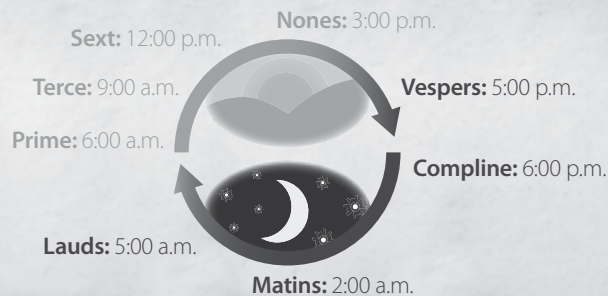 Nones: 3:00 p.m.
Sext: 12:00 p.m.
Terce: 9:00 a.m.
Vespers: 5:00 p.m.
Prime: 6:00 a.m.
Compline: 6:00 p.m.
Lauds: 5:00 a.m.
Matins: 2:00 a.m.